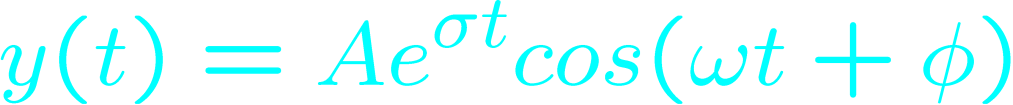 y(t) = Ae^{σt}cos(ωt + ϕ)